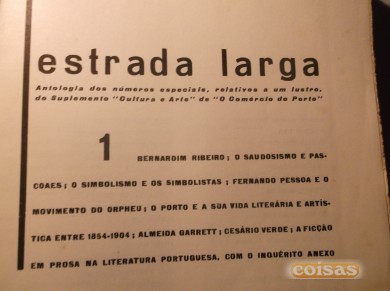 estrada larga
Antologia dos números especiais, relativos a um lustre,
do Suplemento "Cultura e Arte" de "O Comércio do Porto"
1 BERNARDIM RIBEIRO; O SAUDOSISMO E PAS-
COAES; O SIMBOLISMO E OS SIMBOLISTAS; FERNANDO PESSOA E O
MOVIMENTO DO ORPHEU; O PORTO E A SUA VIDA LITERÁRIA E ARTÍS-
TICA ENTRE 1854-1904; ALMEIDA GARRETT; CESÁRIO VERDE; A FICÇÃO
EM PROSA NA LITERATURA PORTUGUESA, COM O INQUÉRITO ANEXO
coisas